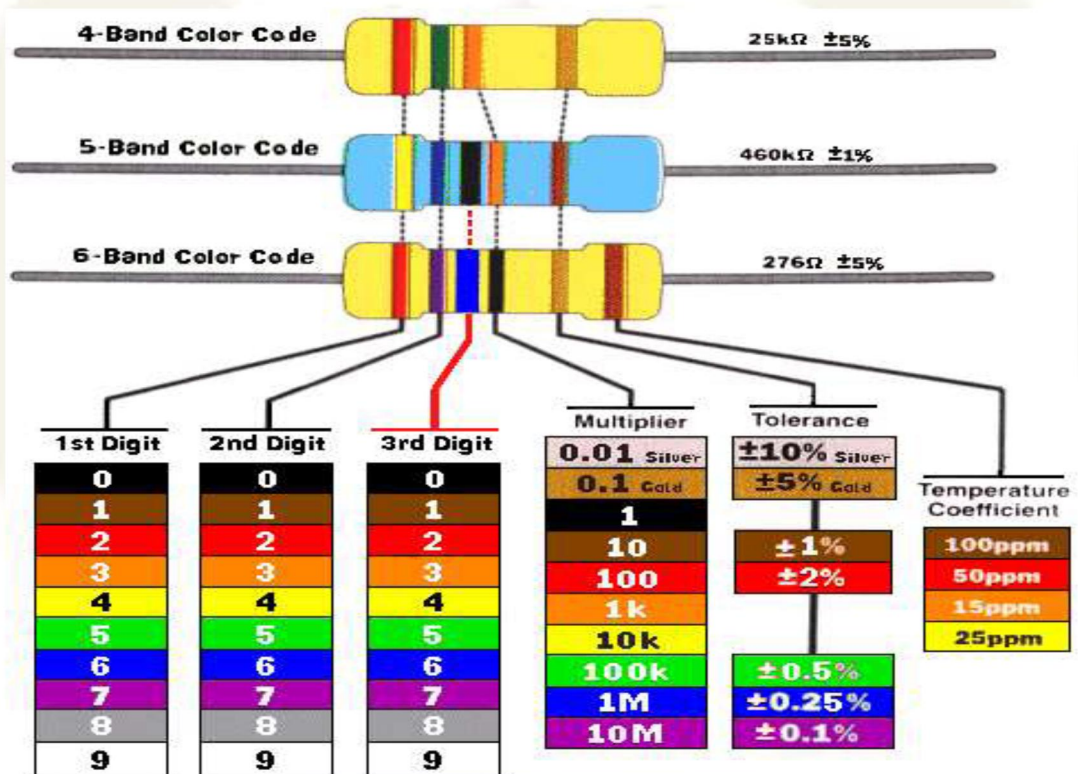 4-Band Color Code
25kΩ ±5%
5-Band Color Code
460kΩ ±1%
6-Band Color Code
276Ω ±5%
1st Digit
0
1
2
3
4
5
6
7
8
9
2nd Digit
0
1
2
3
4
5
6
7
8
9
3rd Digit
0
1
2
3
4
5
6
7
8
9
Multiplier
0.01 Silver
0.1 Gold
1
10
100
1k
10k
100k
1M
10M
Tolerance
±10% Silver
±5% Gold
±1%
±2%
±0.5%
±0.25%
±0.1%
Temperature
Coefficient
100ppm
50ppm
15ppm
25ppm